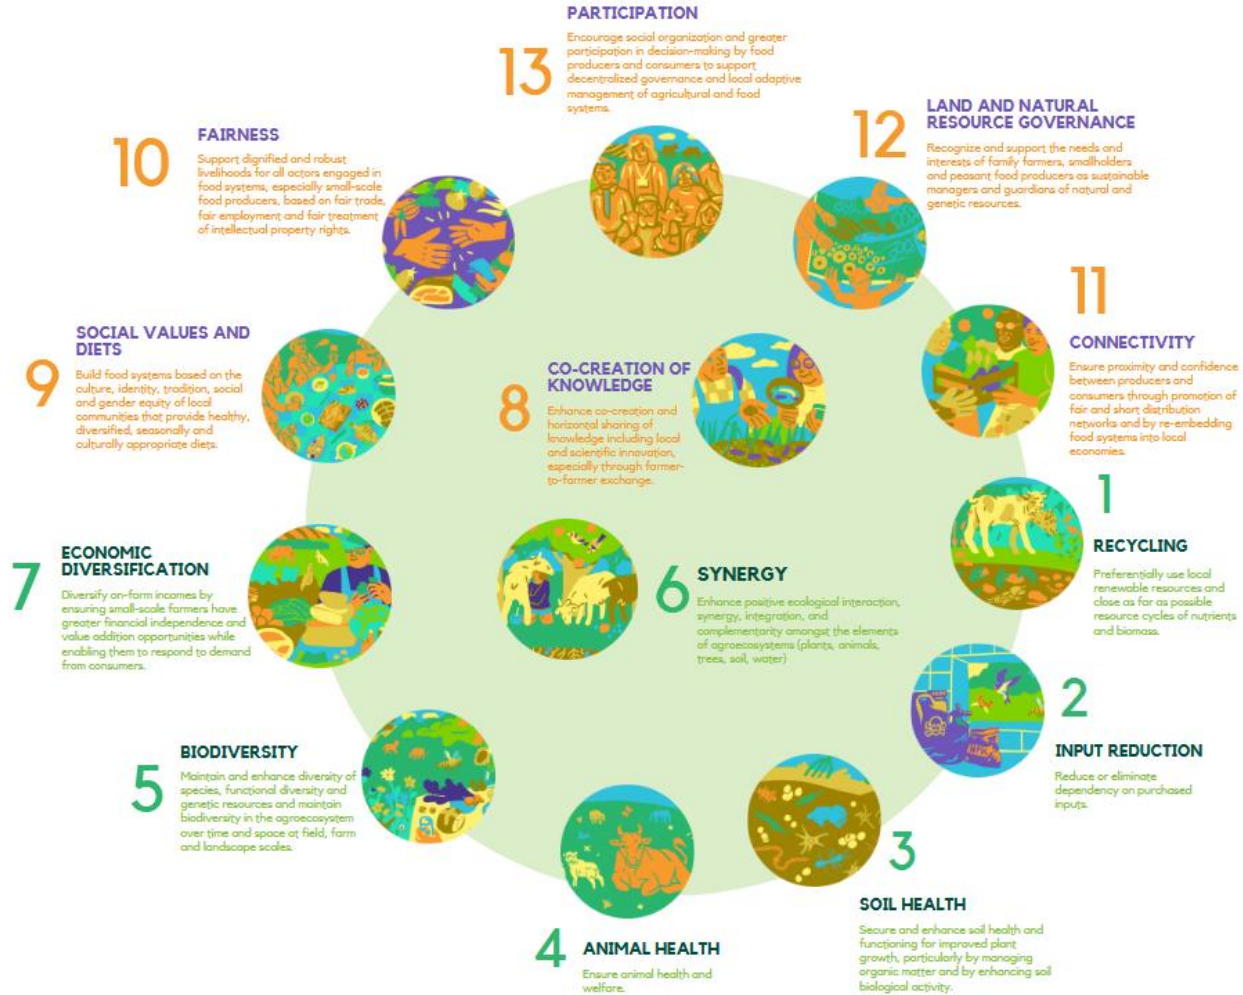 13
PARTICIPATION
Encourage social organization and greater
participation in decision-making by food
producers and consumers to support
decentralized governance and local adaptive
management of agricultural and food
systems.
12
LAND AND NATURAL
RESOURCE GOVERNANCE
Recognize and support the needs and
interests of family farmers, smallholders
and peasant food producers as sustainable
managers and guardians of natural and
genetic resources.
10
FAIRNESS
Support dignified and robust
livelihoods for all actors engaged in
food systems, especially small-scale
food producers, based on fair trade,
fair employment and fair treatment
of intellectual property rights.
11
CONNECTIVITY
Ensure proximity and confidence
between producers and
consumers through promotion of
fair and short distribution
networks and by re-embedding
food systems into local
economies.
9
SOCIAL VALUES AND
DIETS
Build food systems based on the
culture, identity, tradition, social
and gender equity of local
communities that provide healthy,
diversified, seasonally and
culturally appropriate diets.
8
CO-CREATION OF
KNOWLEDGE
Enhance co-creation and
horizontal sharing of
knowledge including local
and scientific innovation,
especially through farmer-
to-farmer exchange.
1
RECYCLING
Preferentially use local
renewable resources and
close as far as possible
resource cycles of nutrients
and biomass.
7
ECONOMIC
DIVERSIFICATION
Diversify on-farm incomes by
ensuring small-scale farmers have
greater financial independence and
value addition opportunities while
enabling them to respond to demand
from consumers.
6
SYNERGY
Enhance positive ecological interaction,
synergy, integration, and
complementarity amongst the elements
of agroecosystems (plants, animals,
trees, soil, water)
2
INPUT REDUCTION
Reduce or eliminate
dependency on purchased
inputs.
5
BIODIVERSITY
Maintain and enhance diversity of
species, functional diversity and
genetic resources and maintain
biodiversity in the agroecosystem
over time and space at field, farm
and landscape scales.
3
SOIL HEALTH
Secure and enhance soil health and
functioning for improved plant
growth, particularly by managing
organic matter and by enhancing soil
biological activity.
4
ANIMAL HEALTH
Ensure animal health and
welfare.